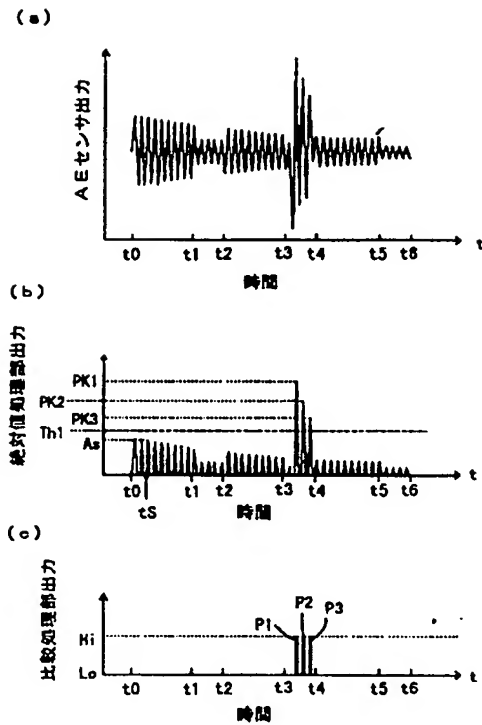 (a)
AEセンサ出力
t0 t1 t2 t3 t4 t5 t6 t
時間
(b)
絶対値処理部出力
PK1
PK2
PK3
Th1
As
t0 t1 t2 t3 t4 t5 t6 t
tS
時間
(c)
比較処理部出力
P1 P2 P3
Hi
Lo
t0 t1 t2 t3 t4 t5 t6 t
時間